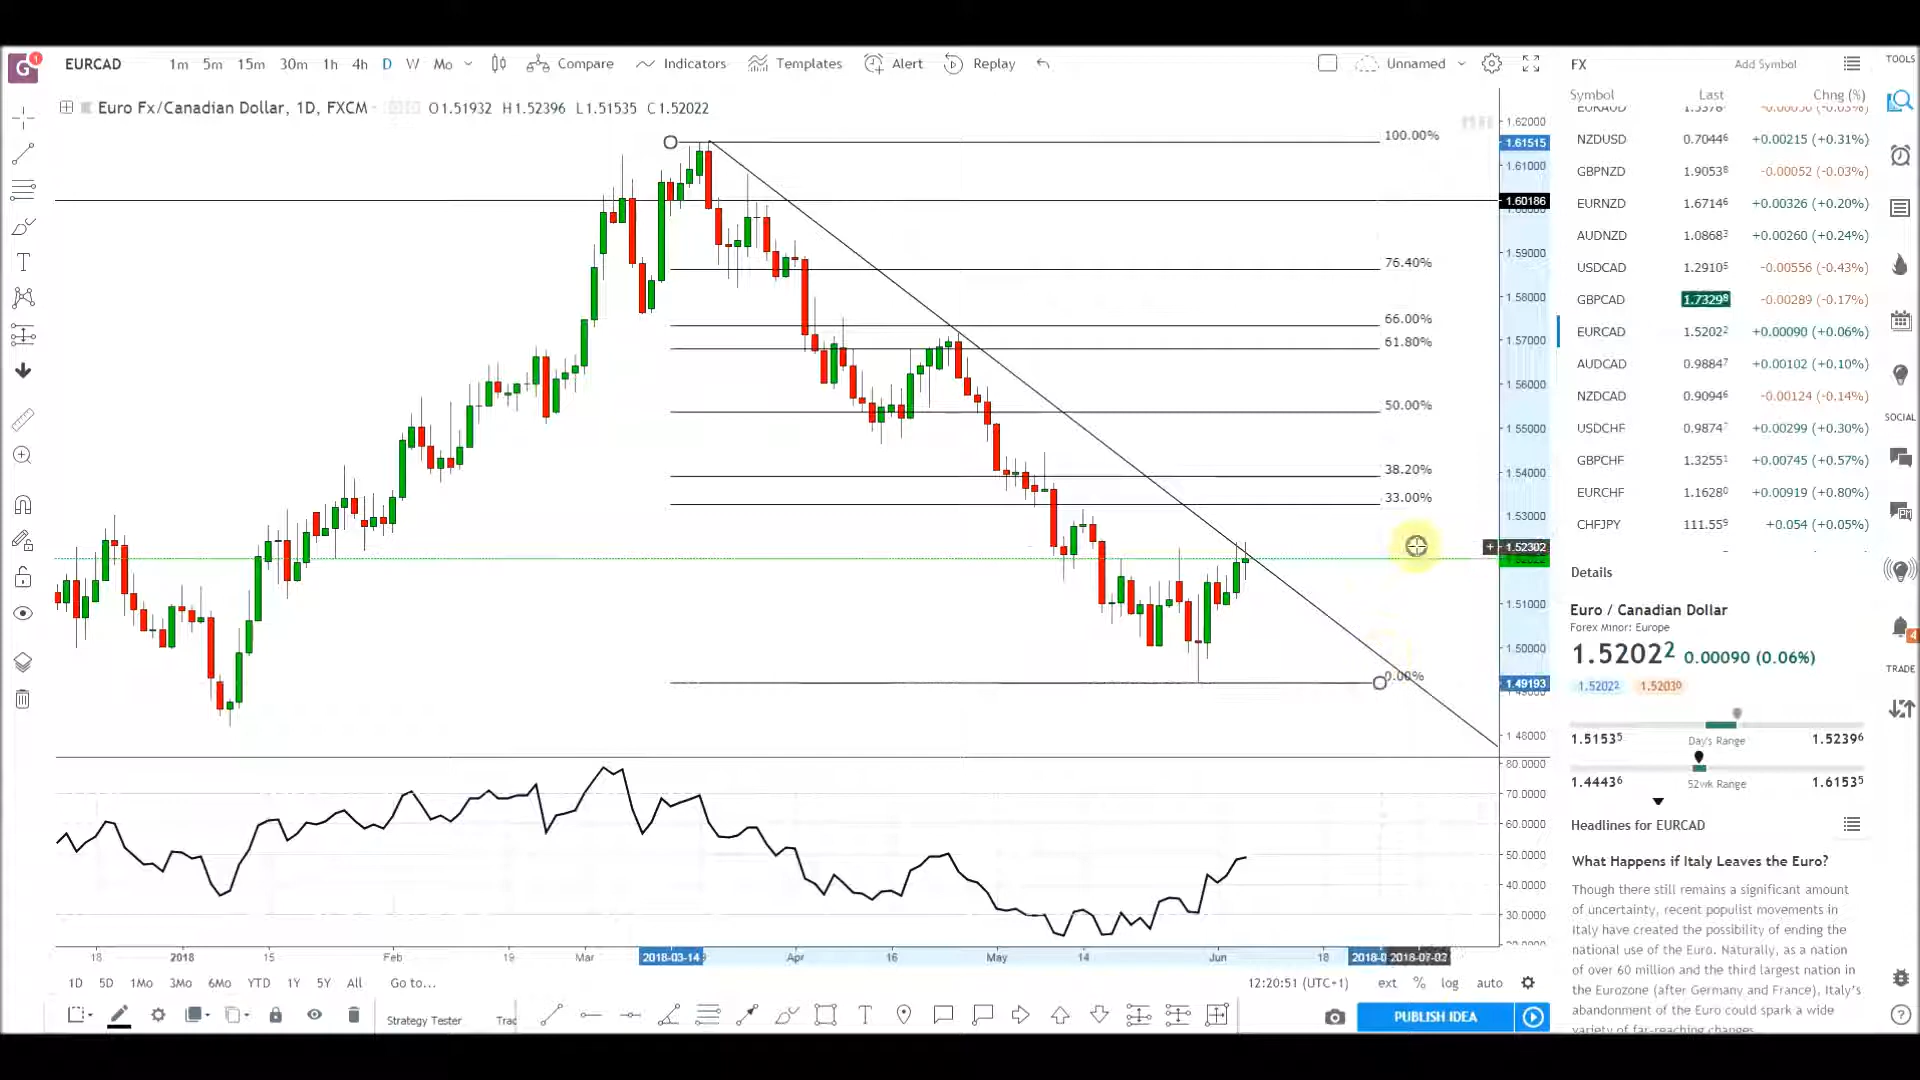 G 1
EURCAD 1m 5m 15m 30m 1h 4h D W Mo Compare Indicators Templates Alert Replay Unnamed
FX Add Symbol TOOLS
Euro Fx/Canadian Dollar, 1D, FXCM O1.51932 H1.52396 L1.51535 C1.52022
Symbol Last Chng (%)
NZDUSD 0.70446 +0.00215 (+0.31%)
GBPNZD 1.90538 -0.00052 (-0.03%)
EURNZD 1.67146 +0.00326 (+0.20%)
AUDNZD 1.08683 +0.00260 (+0.24%)
USDCAD 1.29105 -0.00556 (-0.43%)
GBPCAD 1.73298 -0.00289 (-0.17%)
EURCAD 1.52022 +0.00090 (+0.06%)
AUDCAD 0.98847 +0.00102 (+0.10%)
NZDCAD 0.90946 -0.00124 (-0.14%)
USDCHF 0.98747 +0.00299 (+0.30%)
GBPCHF 1.32551 +0.00745 (+0.57%)
EURCHF 1.16280 +0.00919 (+0.80%)
CHFJPY 111.559 +0.054 (+0.05%)
SOCIAL
100.00%
76.40%
66.00%
61.80%
50.00%
38.20%
33.00%
0.00%
1.62000
1.61515
1.61000
1.60186
1.59000
1.58000
1.57000
1.56000
1.55000
1.54000
1.53000
1.52302
1.51000
1.50000
1.49193
1.48000
80.0000
70.0000
60.0000
50.0000
40.0000
30.0000
18 2018 15 Feb 19 Mar 2018-03-14 Apr 16 May 14 Jun 18 2018-0 2018-07-02
Details
Euro / Canadian Dollar
Forex Minor: Europe
1.52022 0.00090 (0.06%)
1.52022 1.52030
4
TRADE
1.51535 Day's Range 1.52396
1.44436 52wk Range 1.61535
Headlines for EURCAD
What Happens if Italy Leaves the Euro?
Though there still remains a significant amount
of uncertainty, recent populist movements in
Italy have created the possibility of ending the
national use of the Euro. Naturally, as a nation
of over 60 million and the third largest nation in
the Eurozone (after Germany and France), Italy's
abandonment of the Euro could spark a wide
variety of far-reaching changes
1D 5D 1Mo 3Mo 6Mo YTD 1Y 5Y All Go to... 12:20:51 (UTC+1) ext % log auto
Strategy Tester PUBLISH IDEA